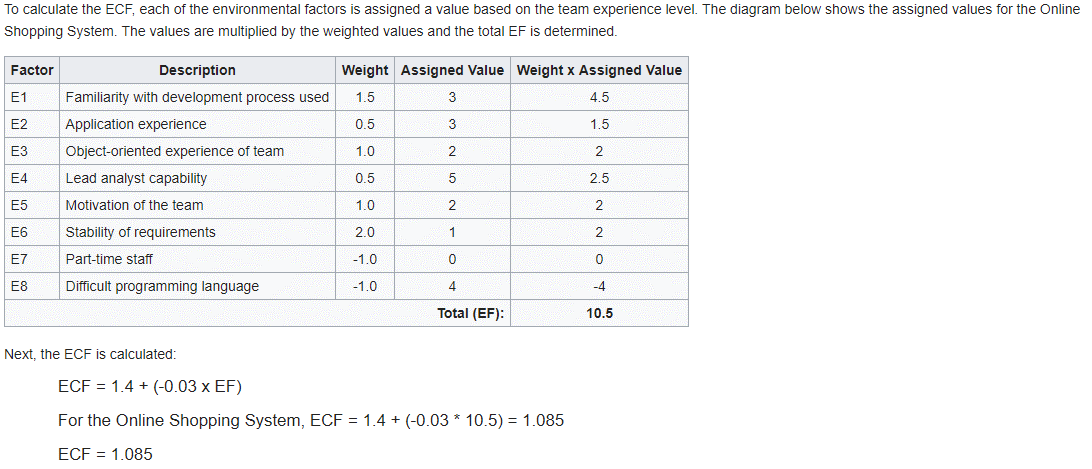 To calculate the ECF, each of the environmental factors is assigned a value based on the team experience level. The diagram below shows the assigned values for the Online
Shopping System. The values are multiplied by the weighted values and the total EF is determined.
Factor Description Weight Assigned Value Weight x Assigned Value
E1 Familiarity with development process used 1.5 3 4.5
E2 Application experience 0.5 3 1.5
E3 Object-oriented experience of team 1.0 2 2
E4 Lead analyst capability 0.5 5 2.5
E5 Motivation of the team 1.0 2 2
E6 Stability of requirements 2.0 1 2
E7 Part-time staff -1.0 0 0
E8 Difficult programming language -1.0 4 -4
Total (EF): 10.5
Next, the ECF is calculated:
ECF = 1.4 + (-0.03 x EF)
For the Online Shopping System, ECF = 1.4 + (-0.03 * 10.5) = 1.085
ECF = 1.085